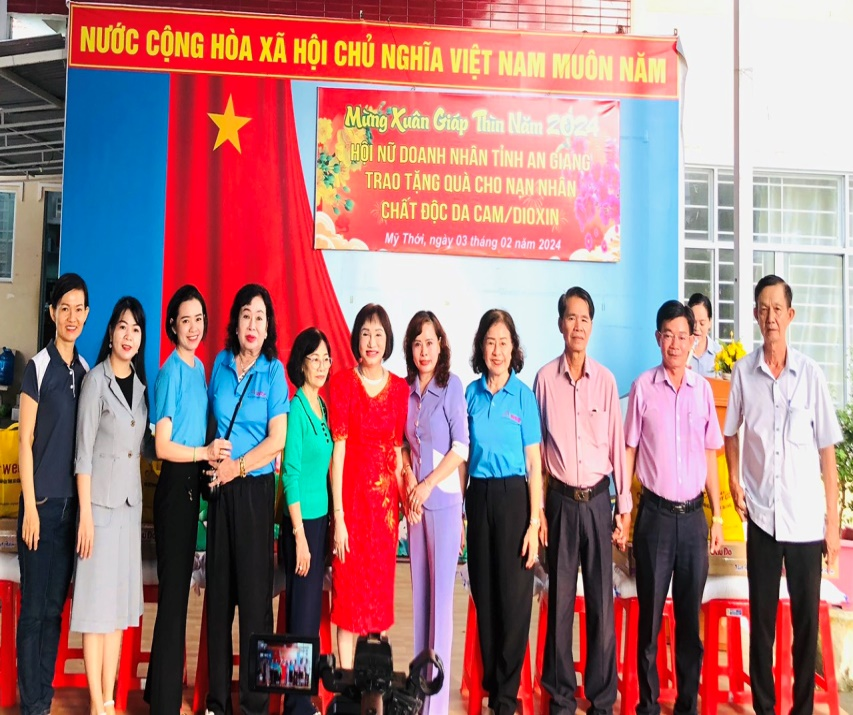 NƯỚC CỘNG HÒA XÃ HỘI CHỦ NGHĨA VIỆT NAM MUÔN NĂM
Mừng Xuân Giáp Thìn Năm 2024
HỘI NỮ DOANH NHÂN TỈNH AN GIANG
TRAO TẶNG QUÀ CHO NẠN NHÂN
CHẤT ĐỘC DA CAM/DIOXIN
Mỹ Thới, ngày 03 tháng 02 năm 2024